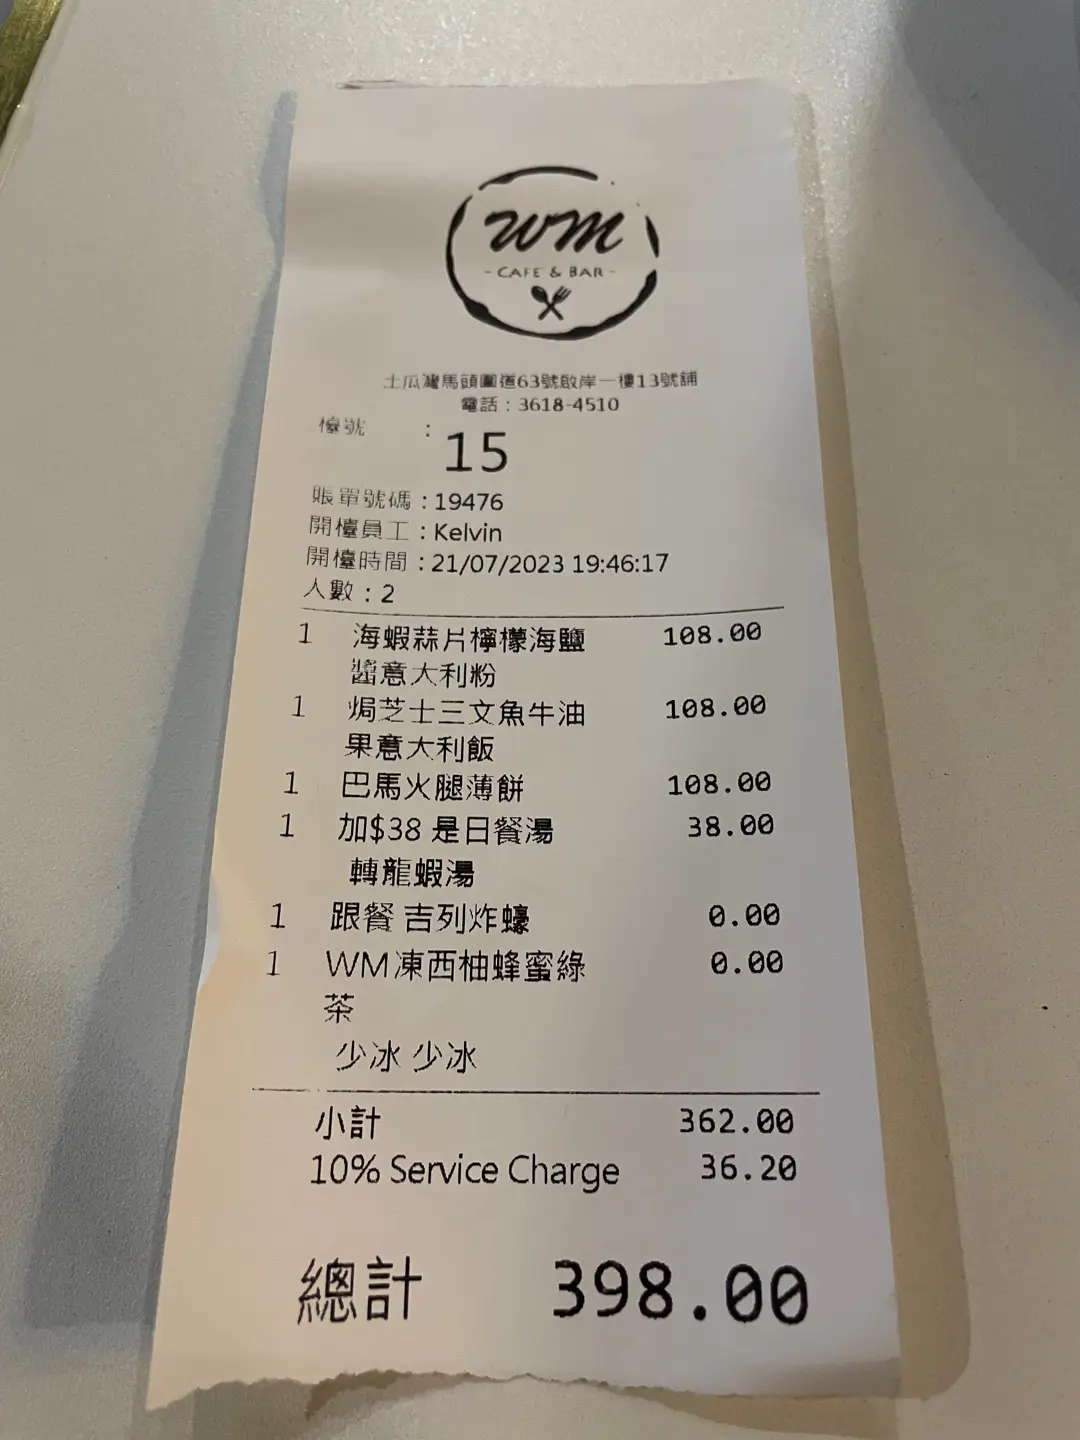 WM
- CAFE & BAR -
土瓜灣馬頭圍道63號啟岸一樓13號舖
電話：3618-4510
檯號 : 15
賬單號碼：19476
開檯員工：Kelvin
開檯時間：21/07/2023 19:46:17
人數：2
1 海蝦蒜片檸檬海鹽 108.00
醬意大利粉
1 焗芝士三文魚牛油 108.00
果意大利飯
1 巴馬火腿薄餅 108.00
1 加$38 是日餐湯 38.00
轉龍蝦湯
1 跟餐 吉列炸蠔 0.00
1 WM凍西柚蜂蜜綠 0.00
茶
少冰 少冰
小計 362.00
10% Service Charge 36.20
總計 398.00